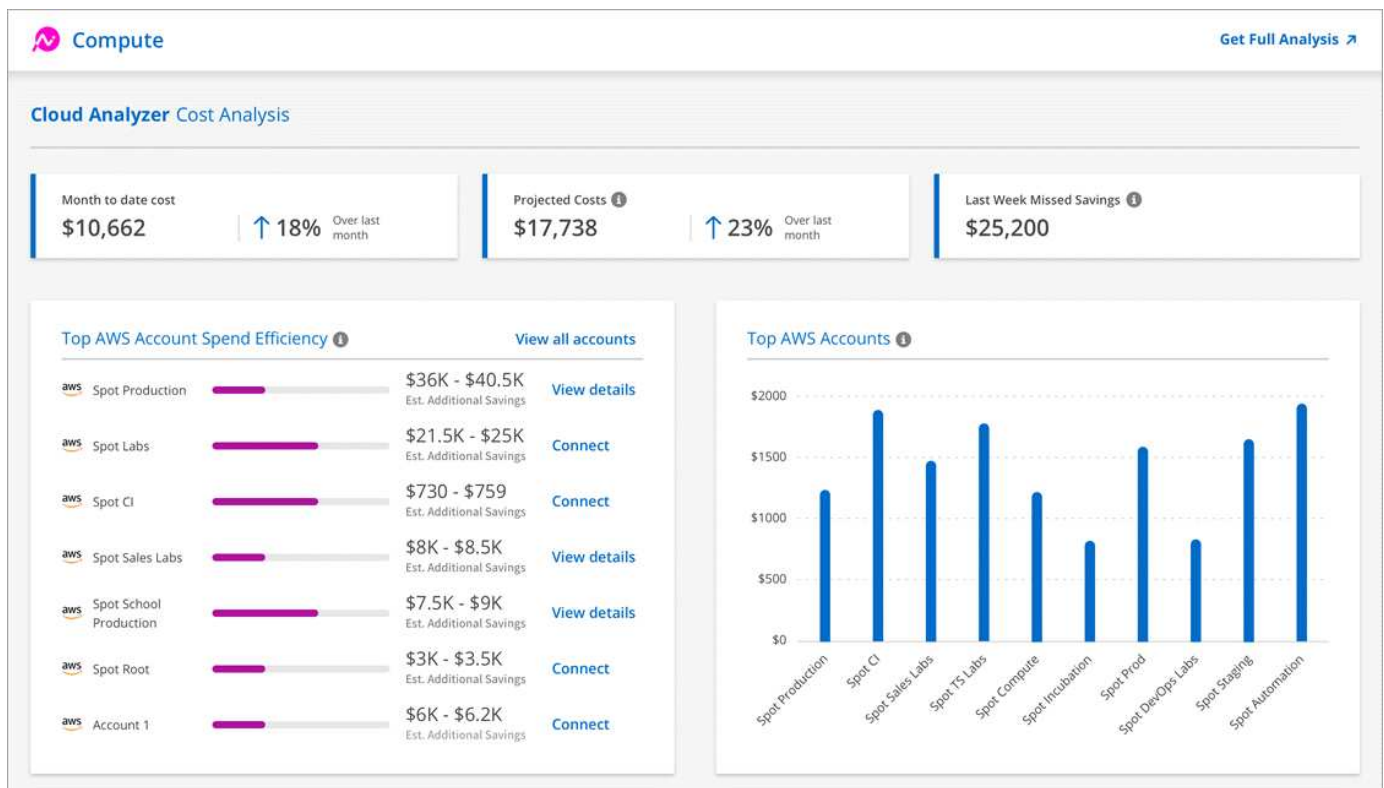 Compute
Get Full Analysis ↗
Cloud Analyzer Cost Analysis
Month to date cost
$10,662
↑ 18%
Over last
month
Projected Costs
$17,738
↑ 23%
Over last
month
Last Week Missed Savings
$25,200
Top AWS Account Spend Efficiency
View all accounts
aws
Spot Production
$36K - $40.5K
Est. Additional Savings
View details
aws
Spot Labs
$21.5K - $25K
Est. Additional Savings
Connect
aws
Spot CI
$730 - $759
Est. Additional Savings
Connect
aws
Spot Sales Labs
$8K - $8.5K
Est. Additional Savings
View details
aws
Spot School
Production
$7.5K - $9K
Est. Additional Savings
View details
aws
Spot Root
$3K - $3.5K
Est. Additional Savings
Connect
aws
Account 1
$6K - $6.2K
Est. Additional Savings
Connect
Top AWS Accounts
$2000
$1500
$1000
$500
$0
Spot Production
Spot CI
Spot Sales Labs
Spot TS Labs
Spot Compute
Spot Incubation
Spot Prod
Spot DevOps Labs
Spot Staging
Spot Automation